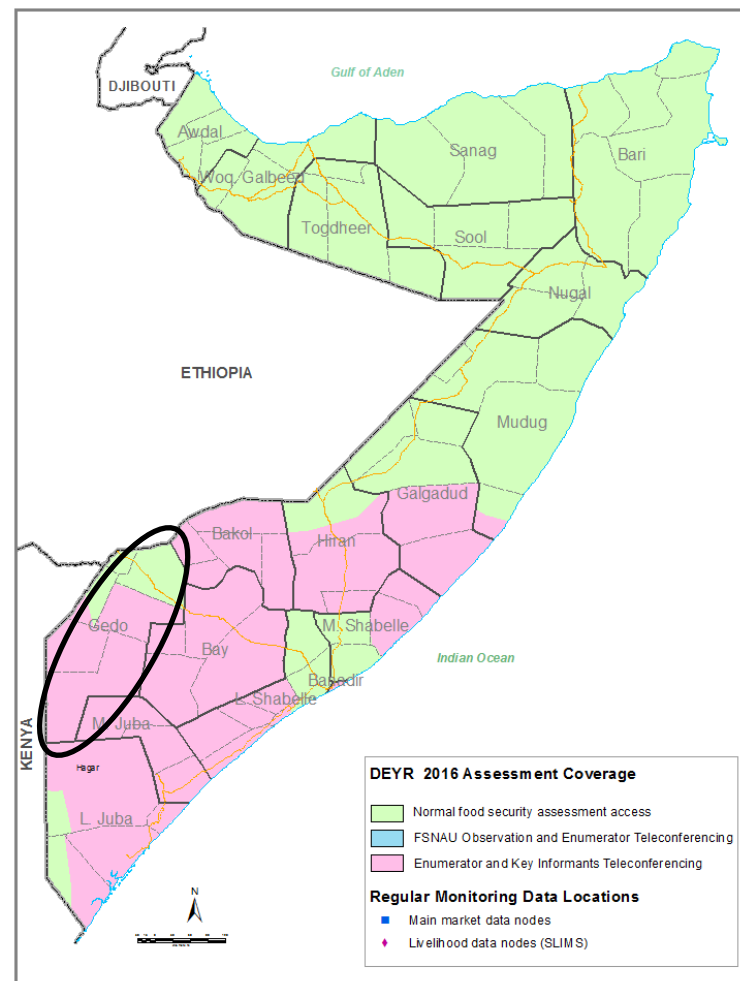 Gulf of Aden
DJIBOUTI
Awdal
Sanag
Bari
Woq. Galbeed
Togdheer
Sool
Nugal
ETHIOPIA
Mudug
Galgadud
Bakol
Hiran
Gedo
Bay
M. Shabelle
Indian Ocean
Banadir
L. Shabelle
M. Juba
KENYA
Hagar
L. Juba
N
DEYR 2016 Assessment Coverage
Normal food security assessment access
FSNAU Observation and Enumerator Teleconferencing
Enumerator and Key Informants Teleconferencing
Regular Monitoring Data Locations
Main market data nodes
Livelihood data nodes (SLIMS)